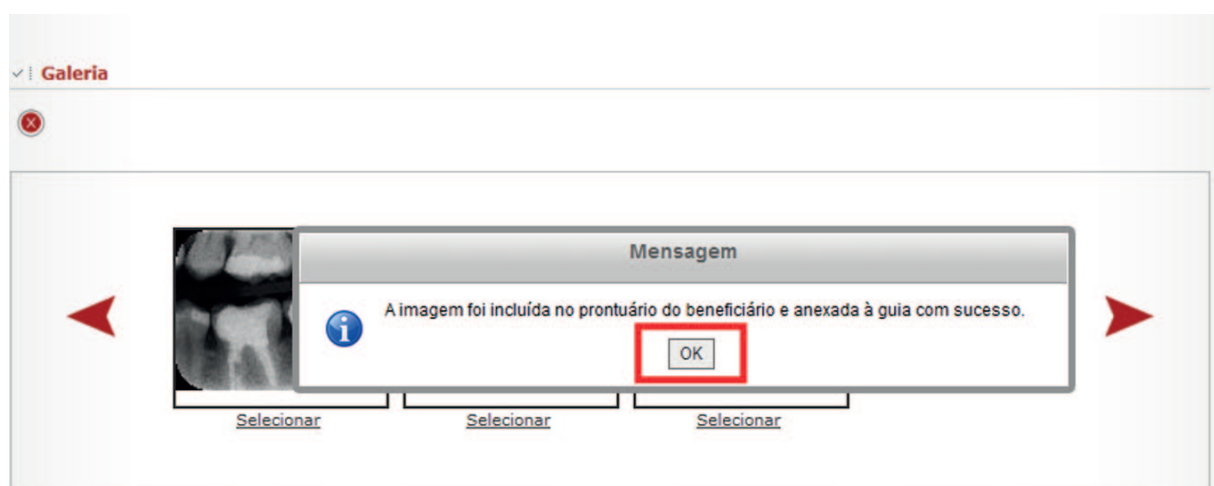 Galeria
Mensagem
A imagem foi incluída no prontuário do beneficiário e anexada à guia com sucesso.
OK
Selecionar Selecionar Selecionar